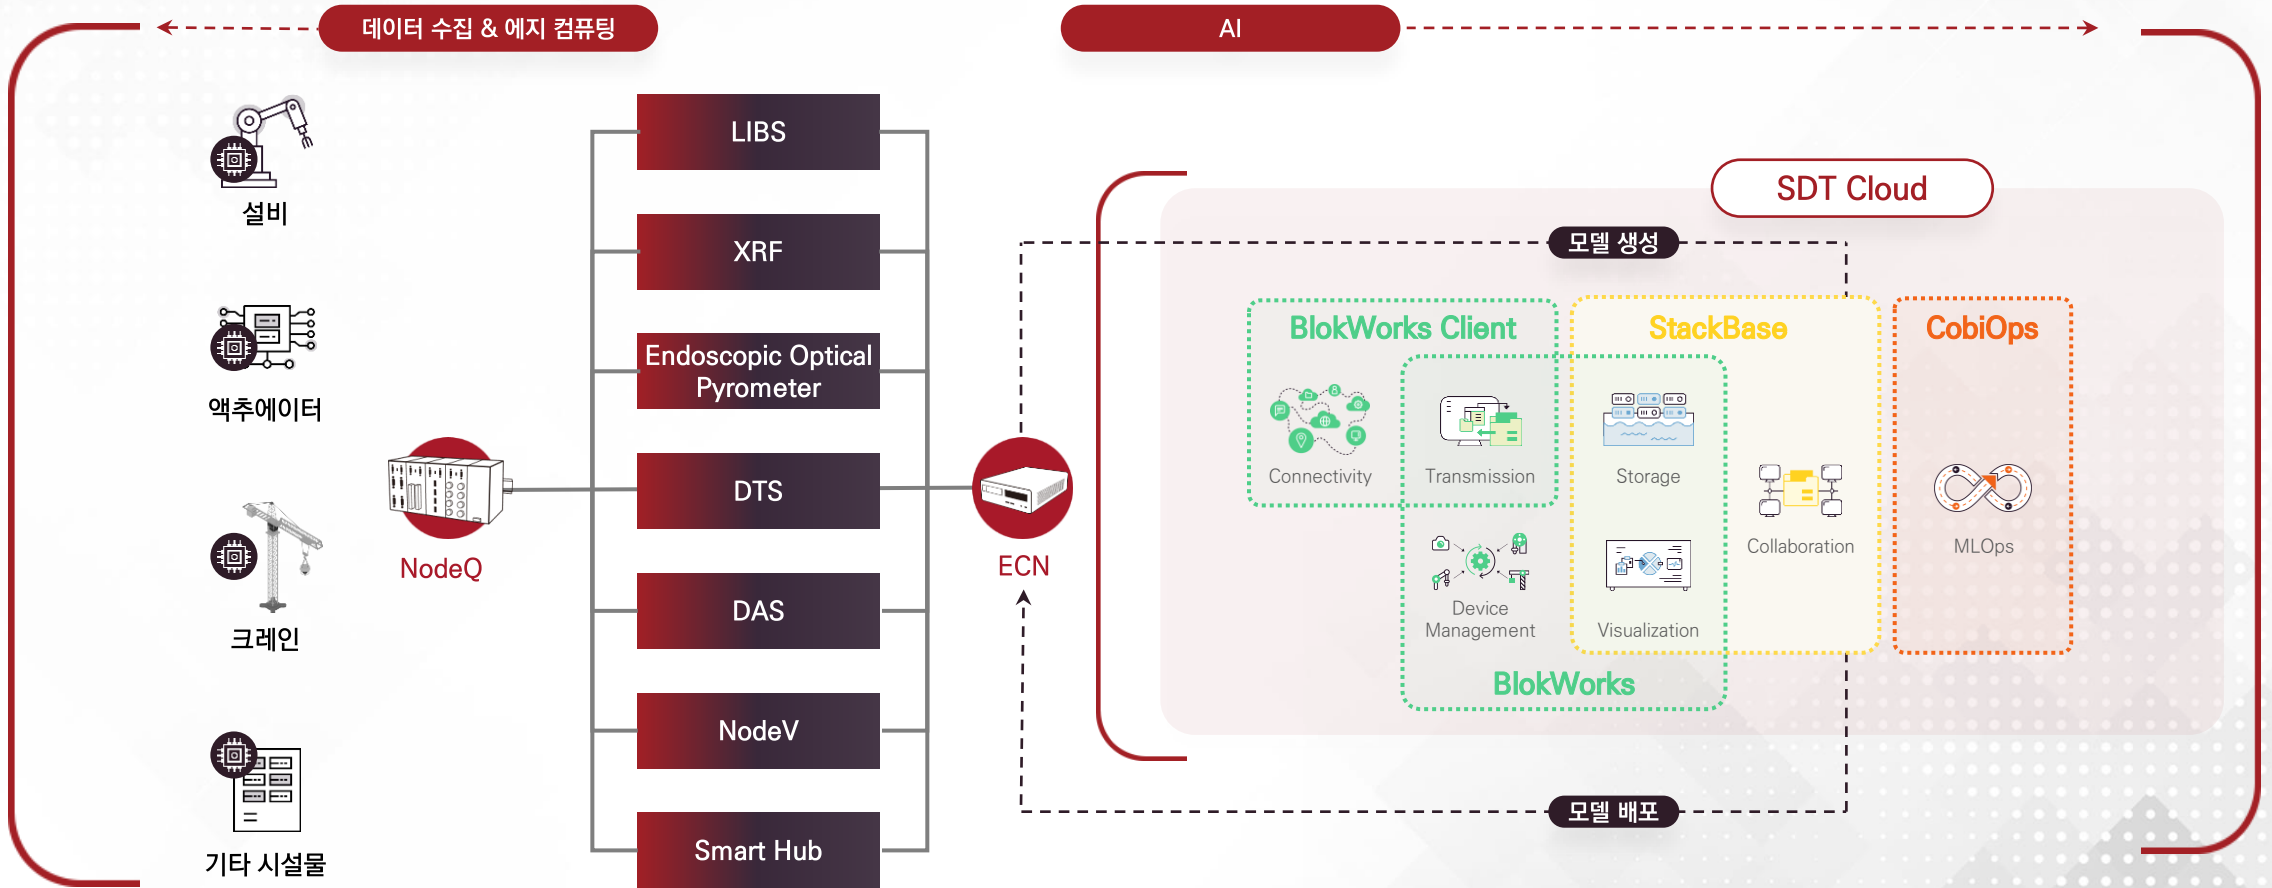 데이터 수집 & 에지 컴퓨팅
AI
설비
액추에이터
크레인
기타 시설물
NodeQ
LIBS
XRF
Endoscopic Optical
Pyrometer
DTS
DAS
NodeV
Smart Hub
ECN
SDT Cloud
모델 생성
BlokWorks Client
StackBase
CobiOps
Connectivity
Transmission
Storage
Collaboration
MLOps
Device
Management
Visualization
BlokWorks
모델 배포